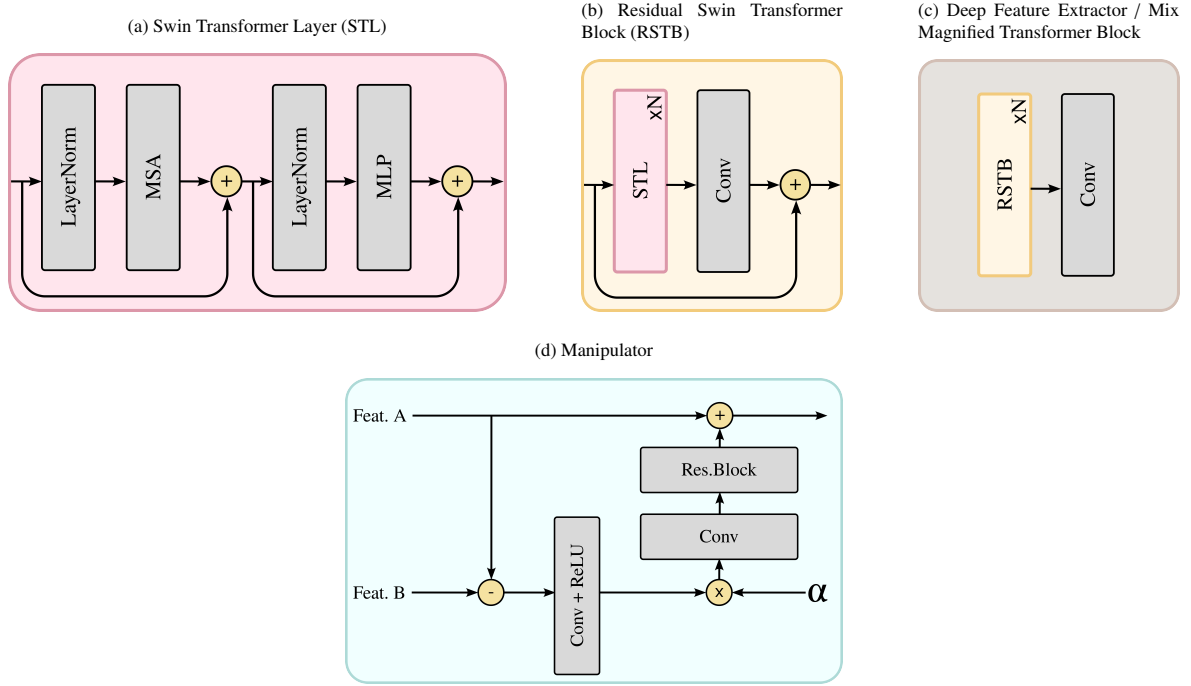 (a) Swin Transformer Layer (STL)
LayerNorm
MSA
+
LayerNorm
MLP
+
(b) Residual Swin Transformer
Block (RSTB)
STL
xN
Conv
+
(c) Deep Feature Extractor / Mix
Magnified Transformer Block
RSTB
xN
Conv
(d) Manipulator
Feat. A
+
Res.Block
Conv
Feat. B
-
Conv + ReLU
x
α